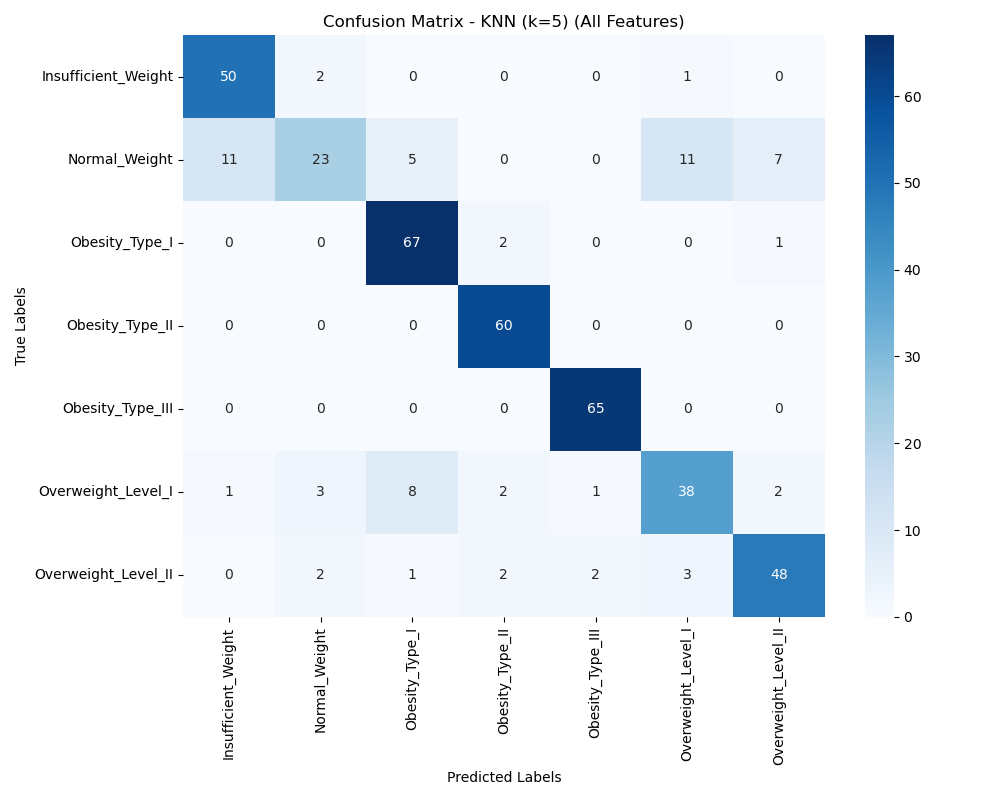 Confusion Matrix - KNN (k=5) (All Features)
Insufficient_Weight 50 2 0 0 0 1 0
Normal_Weight 11 23 5 0 0 11 7
Obesity_Type_I 0 0 67 2 0 0 1
Obesity_Type_II 0 0 0 60 0 0 0
Obesity_Type_III 0 0 0 0 65 0 0
Overweight_Level_I 1 3 8 2 1 38 2
Overweight_Level_II 0 2 1 2 2 3 48
True Labels
Insufficient_Weight
Normal_Weight
Obesity_Type_I
Obesity_Type_II
Obesity_Type_III
Overweight_Level_I
Overweight_Level_II
Predicted Labels
60
50
40
30
20
10
0